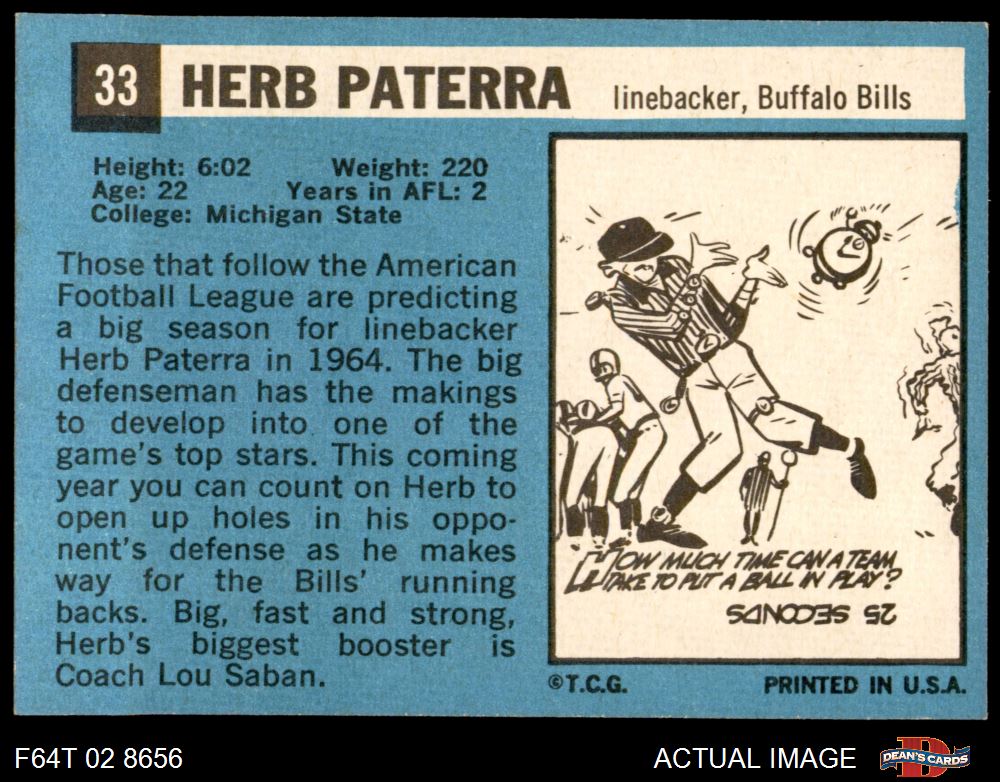 33 HERB PATERRA linebacker, Buffalo Bills
Height: 6:02 Weight: 220
Age: 22 Years in AFL: 2
College: Michigan State
Those that follow the American
Football League are predicting
a big season for linebacker
Herb Paterra in 1964. The big
defenseman has the makings
to develop into one of the
game's top stars. This coming
year you can count on Herb to
open up holes in his oppo-
nent's defense as he makes
way for the Bills' running
backs. Big, fast and strong,
Herb's biggest booster is
Coach Lou Saban.
HOW MUCH TIME CAN A TEAM
TAKE TO PUT A BALL IN PLAY?
25 SECONDS
©T.C.G. PRINTED IN U.S.A.
F64T 02 8656 ACTUAL IMAGE DEAN'S CARDS